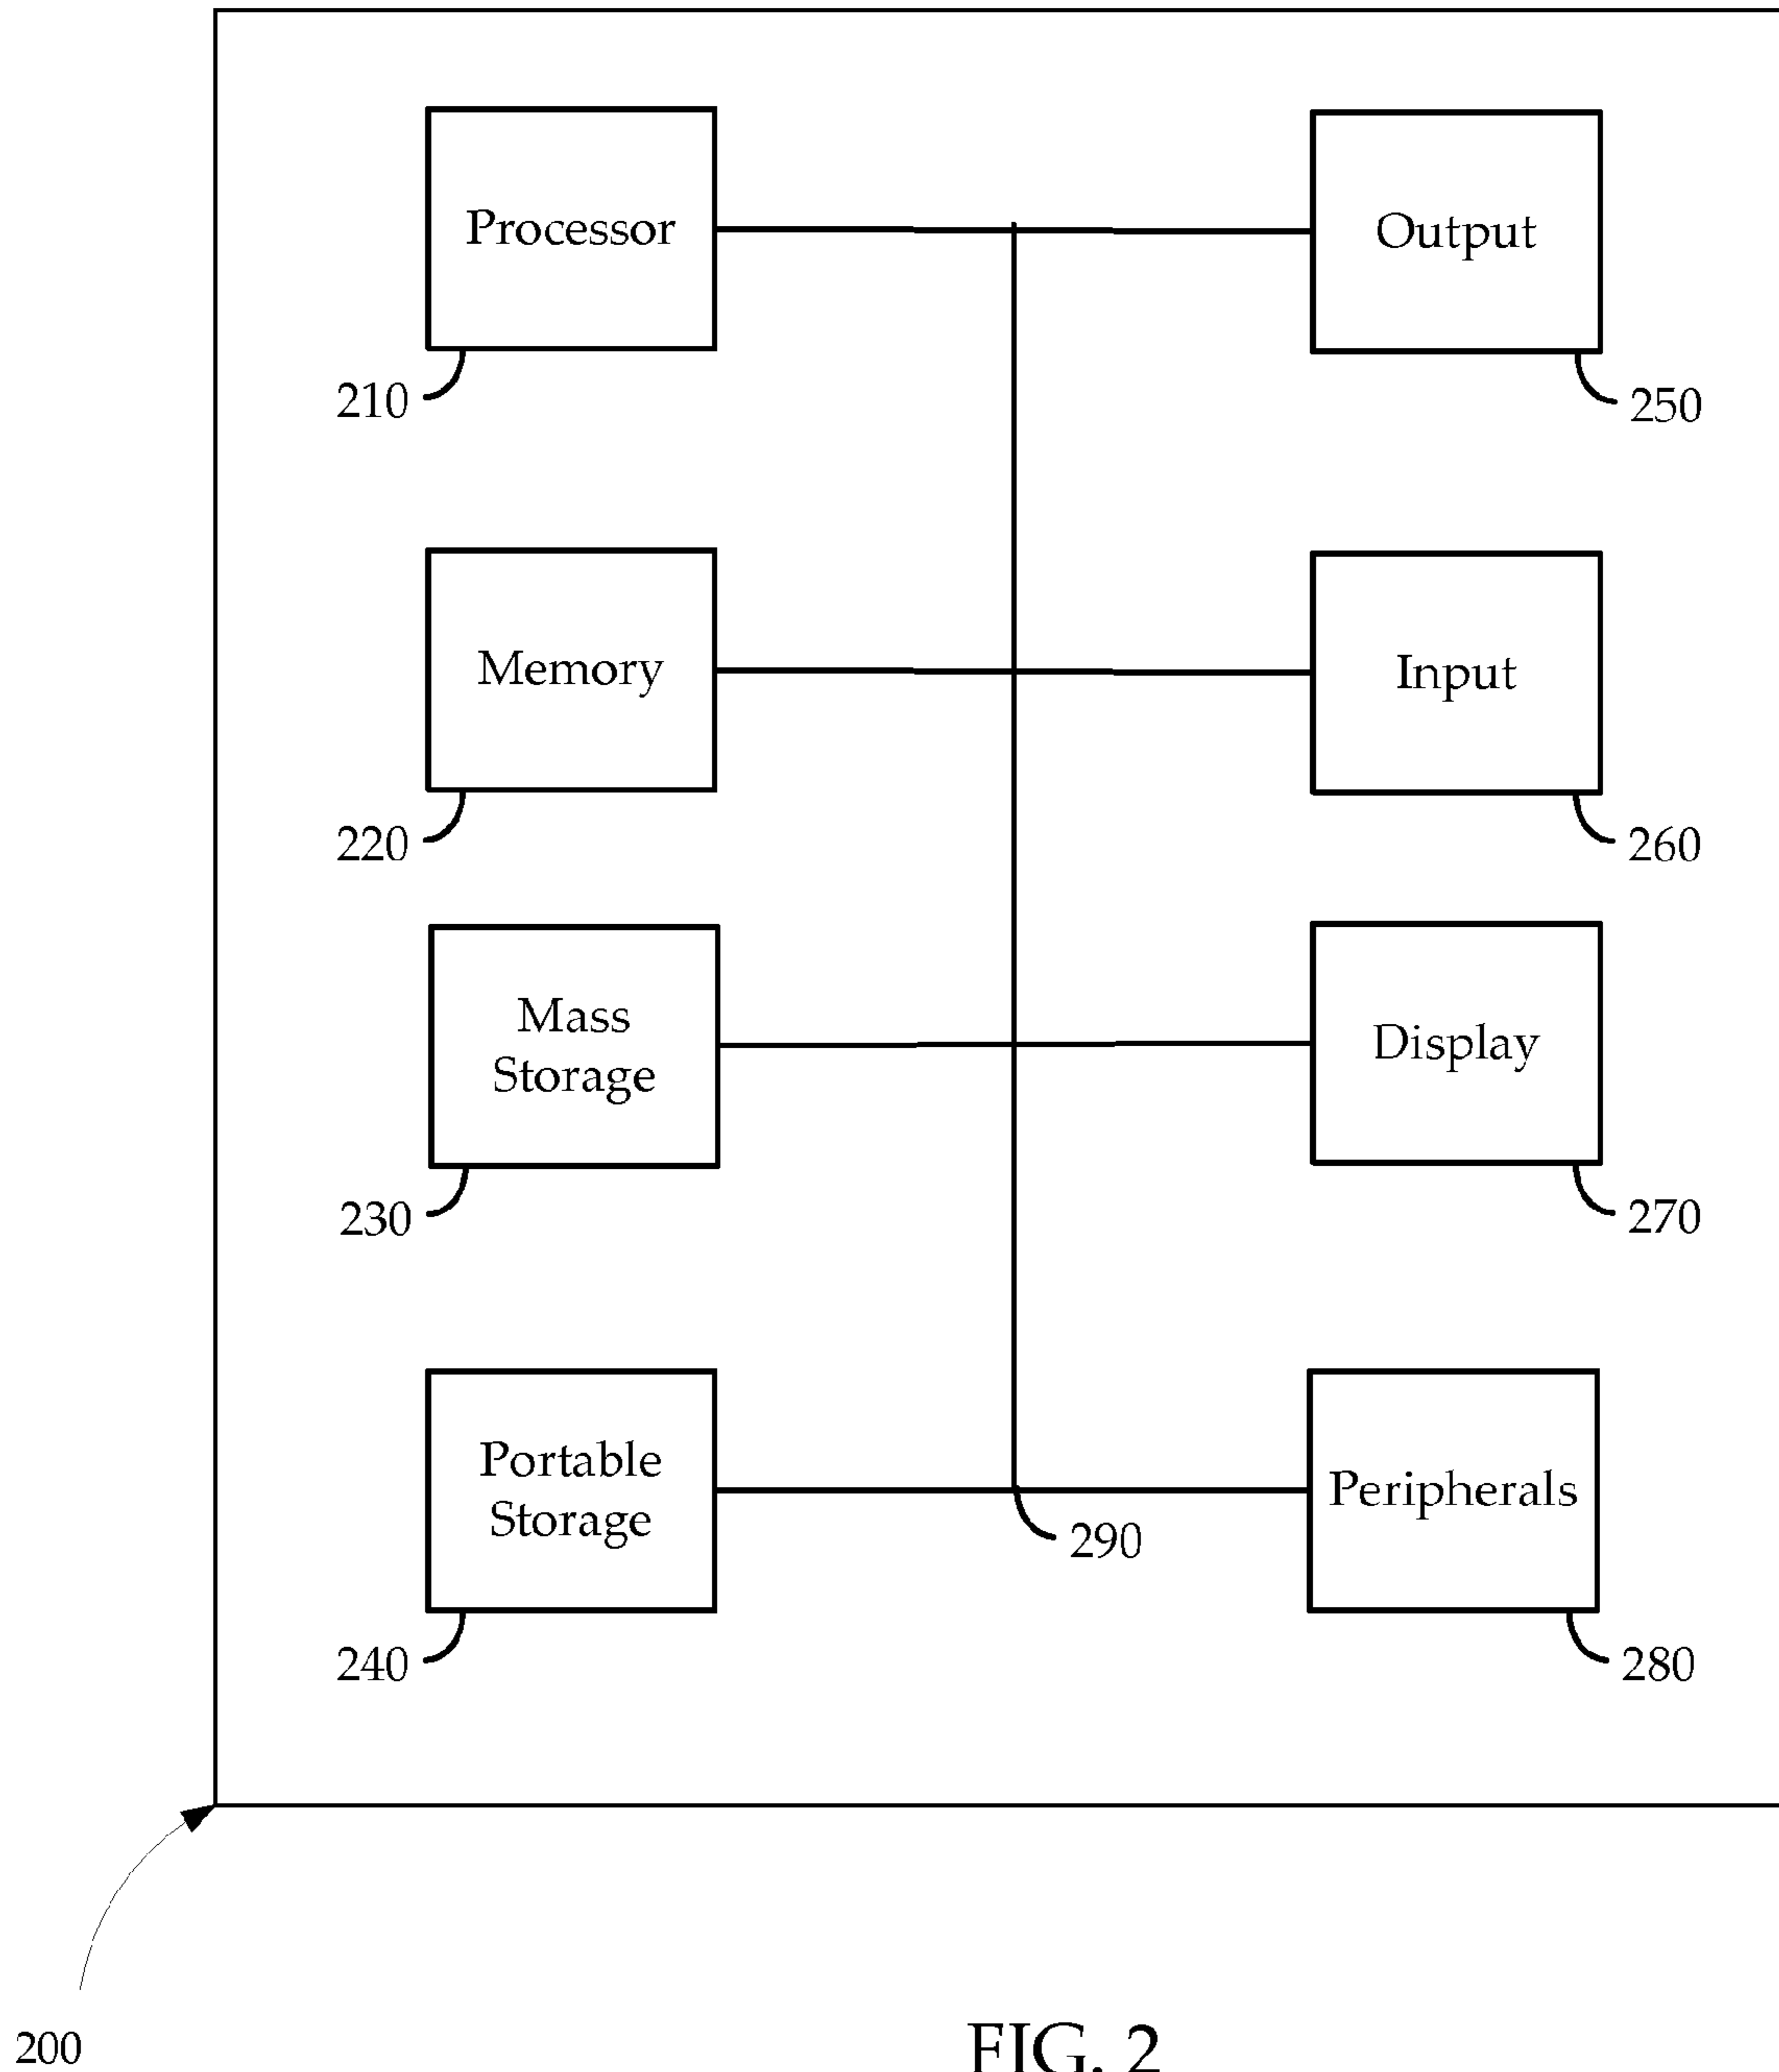 Processor
Output
210
250
Memory
Input
220
260
Mass
Storage
Display
230
270
Portable
Storage
Peripherals
290
240
280
200
FIG. 2